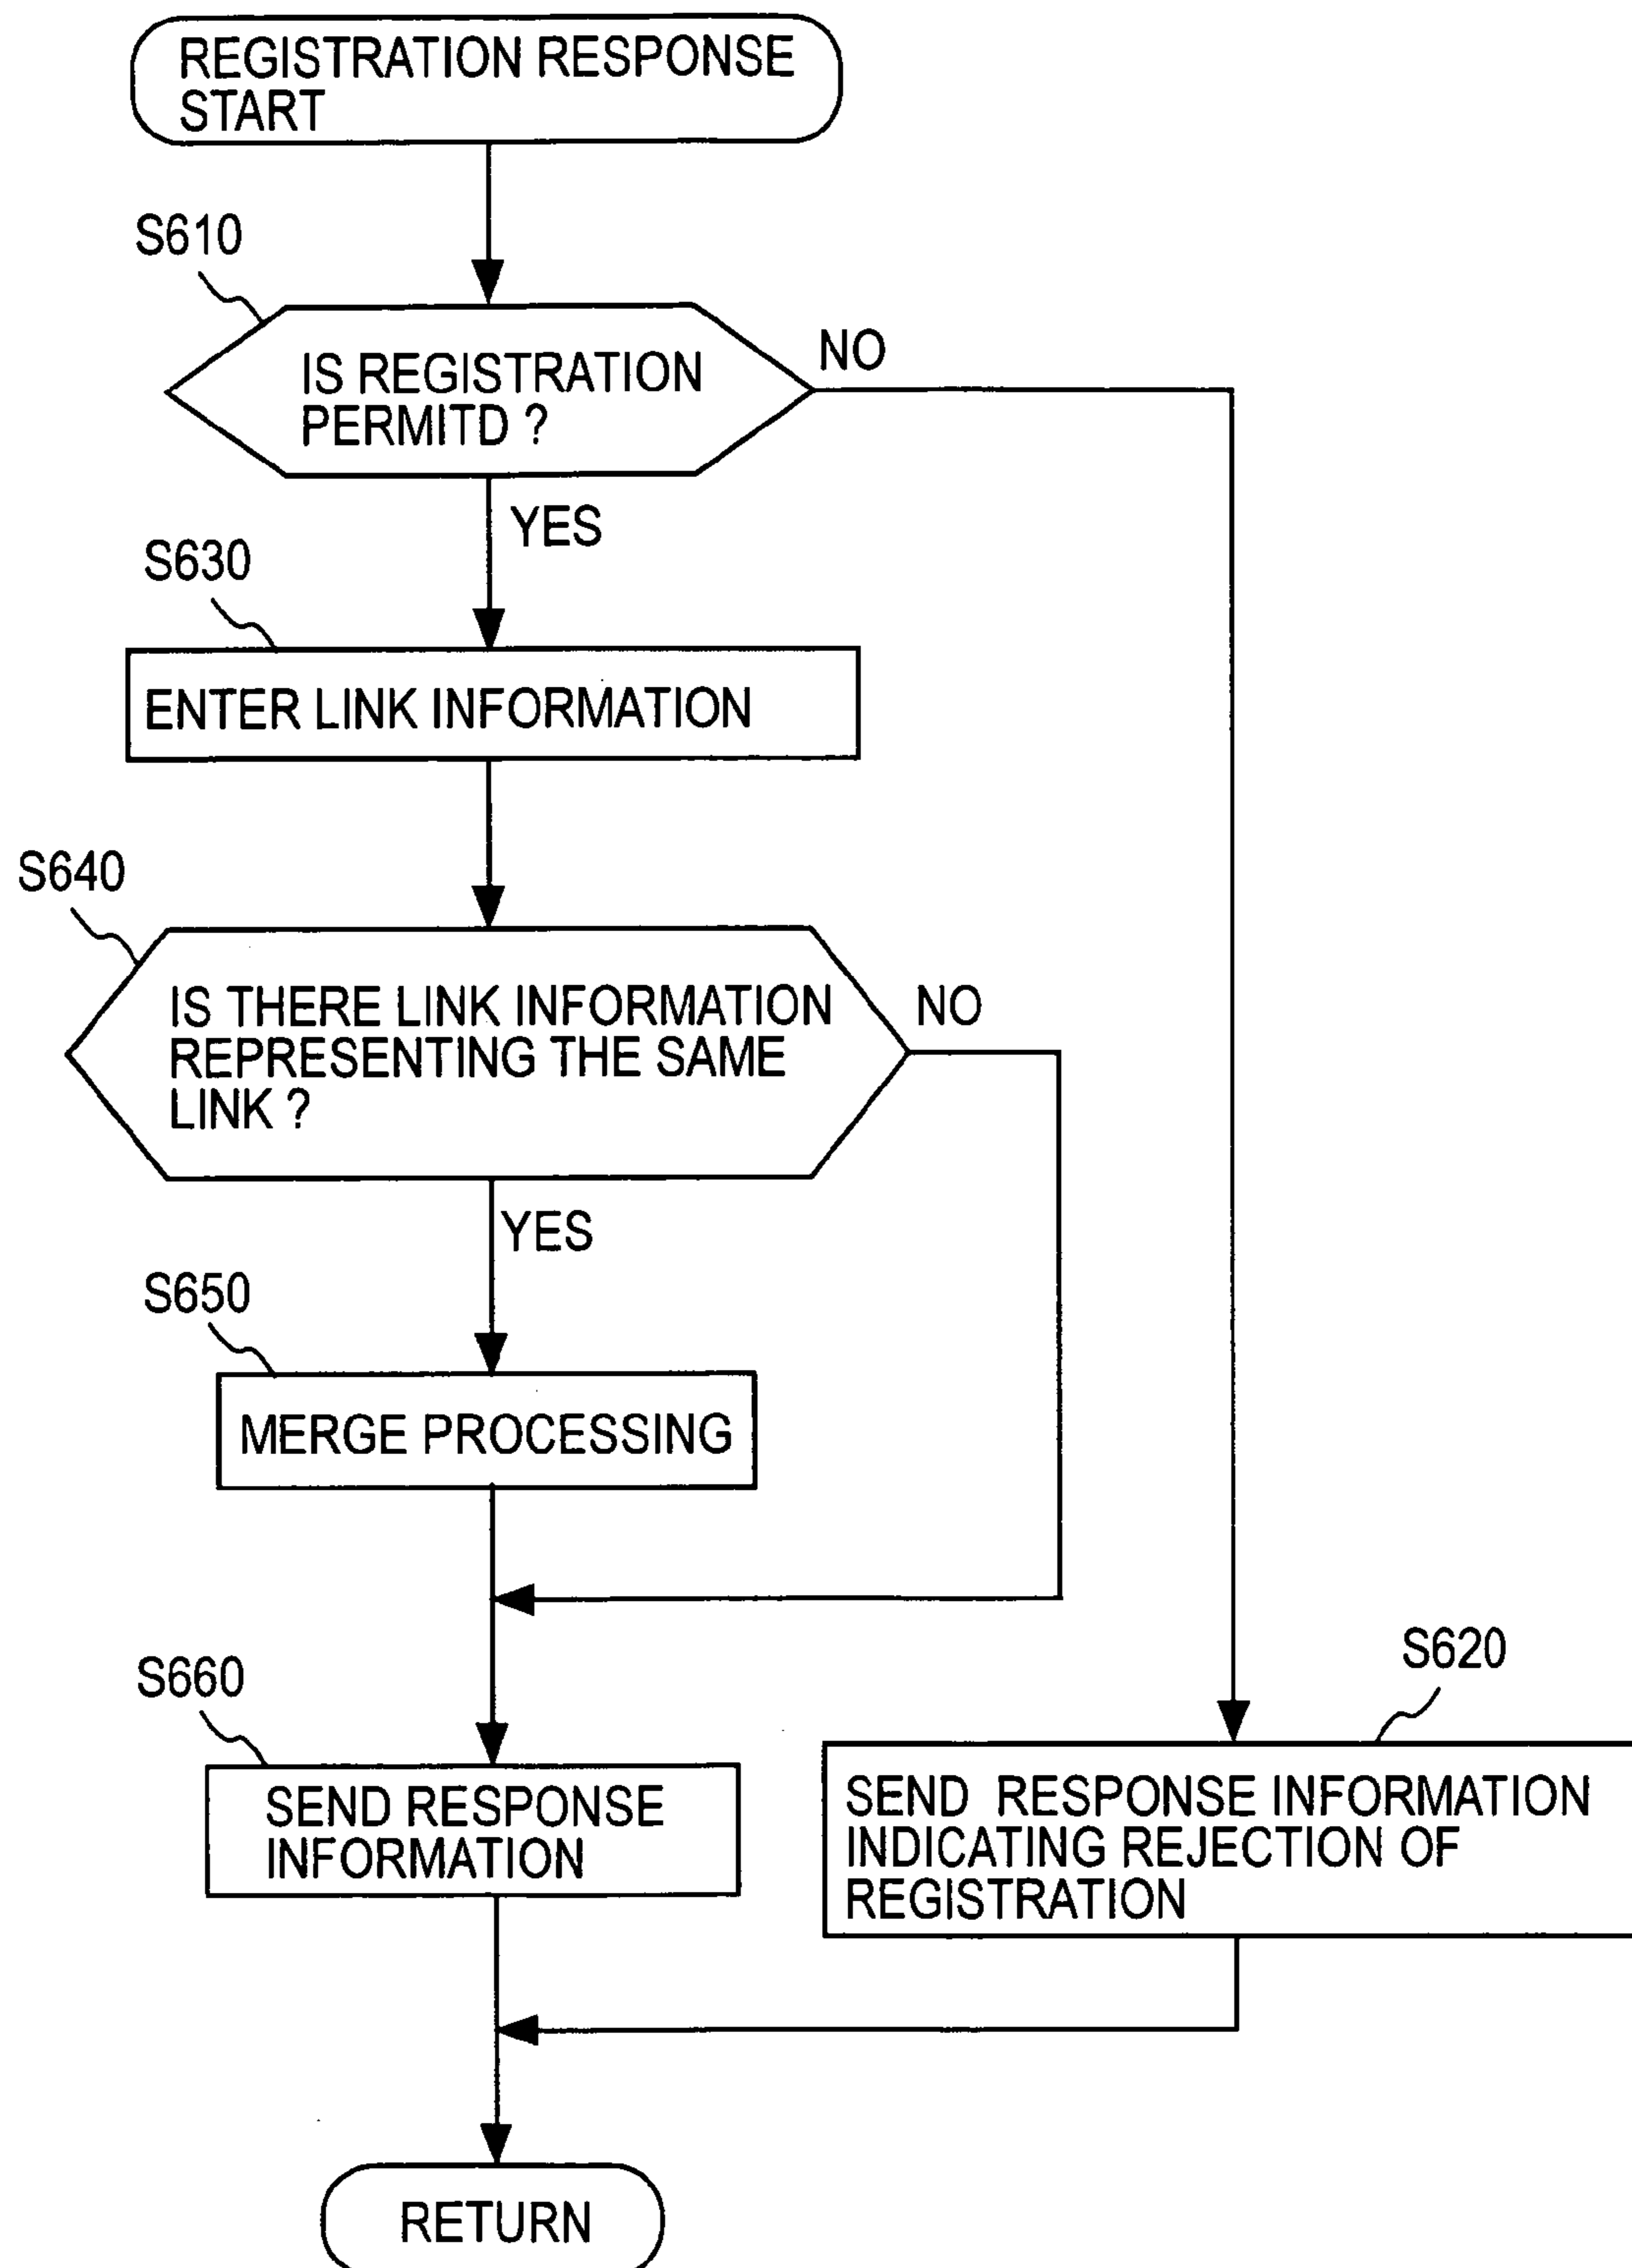 REGISTRATION RESPONSE
START
S610
IS REGISTRATION
PERMITD ?
NO
YES
S630
ENTER LINK INFORMATION
S640
IS THERE LINK INFORMATION
REPRESENTING THE SAME
LINK ?
NO
YES
S650
MERGE PROCESSING
S660
SEND RESPONSE
INFORMATION
S620
SEND RESPONSE INFORMATION
INDICATING REJECTION OF
REGISTRATION
RETURN